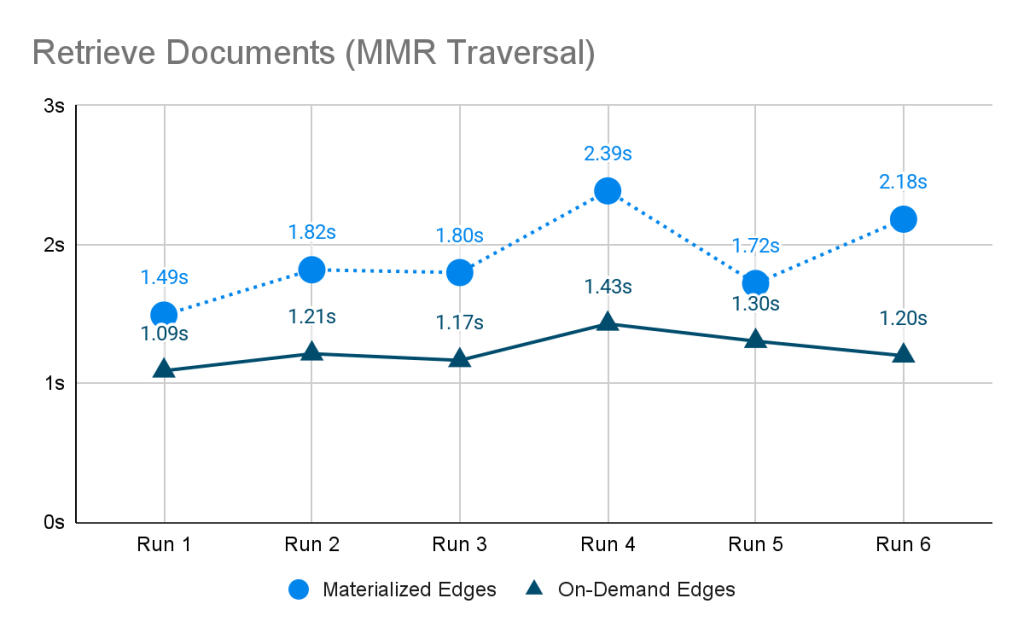 Retrieve Documents (MMR Traversal)
3s
2.39s
2.18s
2s
1.82s
1.80s
1.72s
1.49s
1.43s
1.30s
1.09s
1.21s
1.17s
1.20s
1s
0s
Run 1 Run 2 Run 3 Run 4 Run 5 Run 6
Materialized Edges On-Demand Edges